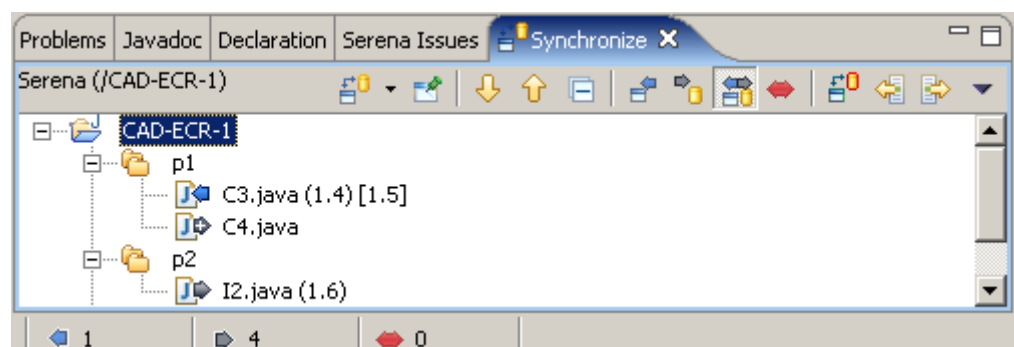 Problems Javadoc Declaration Serena Issues Synchronize
Serena (/CAD-ECR-1)
CAD-ECR-1
p1
C3.java (1.4) [1.5]
C4.java
p2
I2.java (1.6)
1 4 0